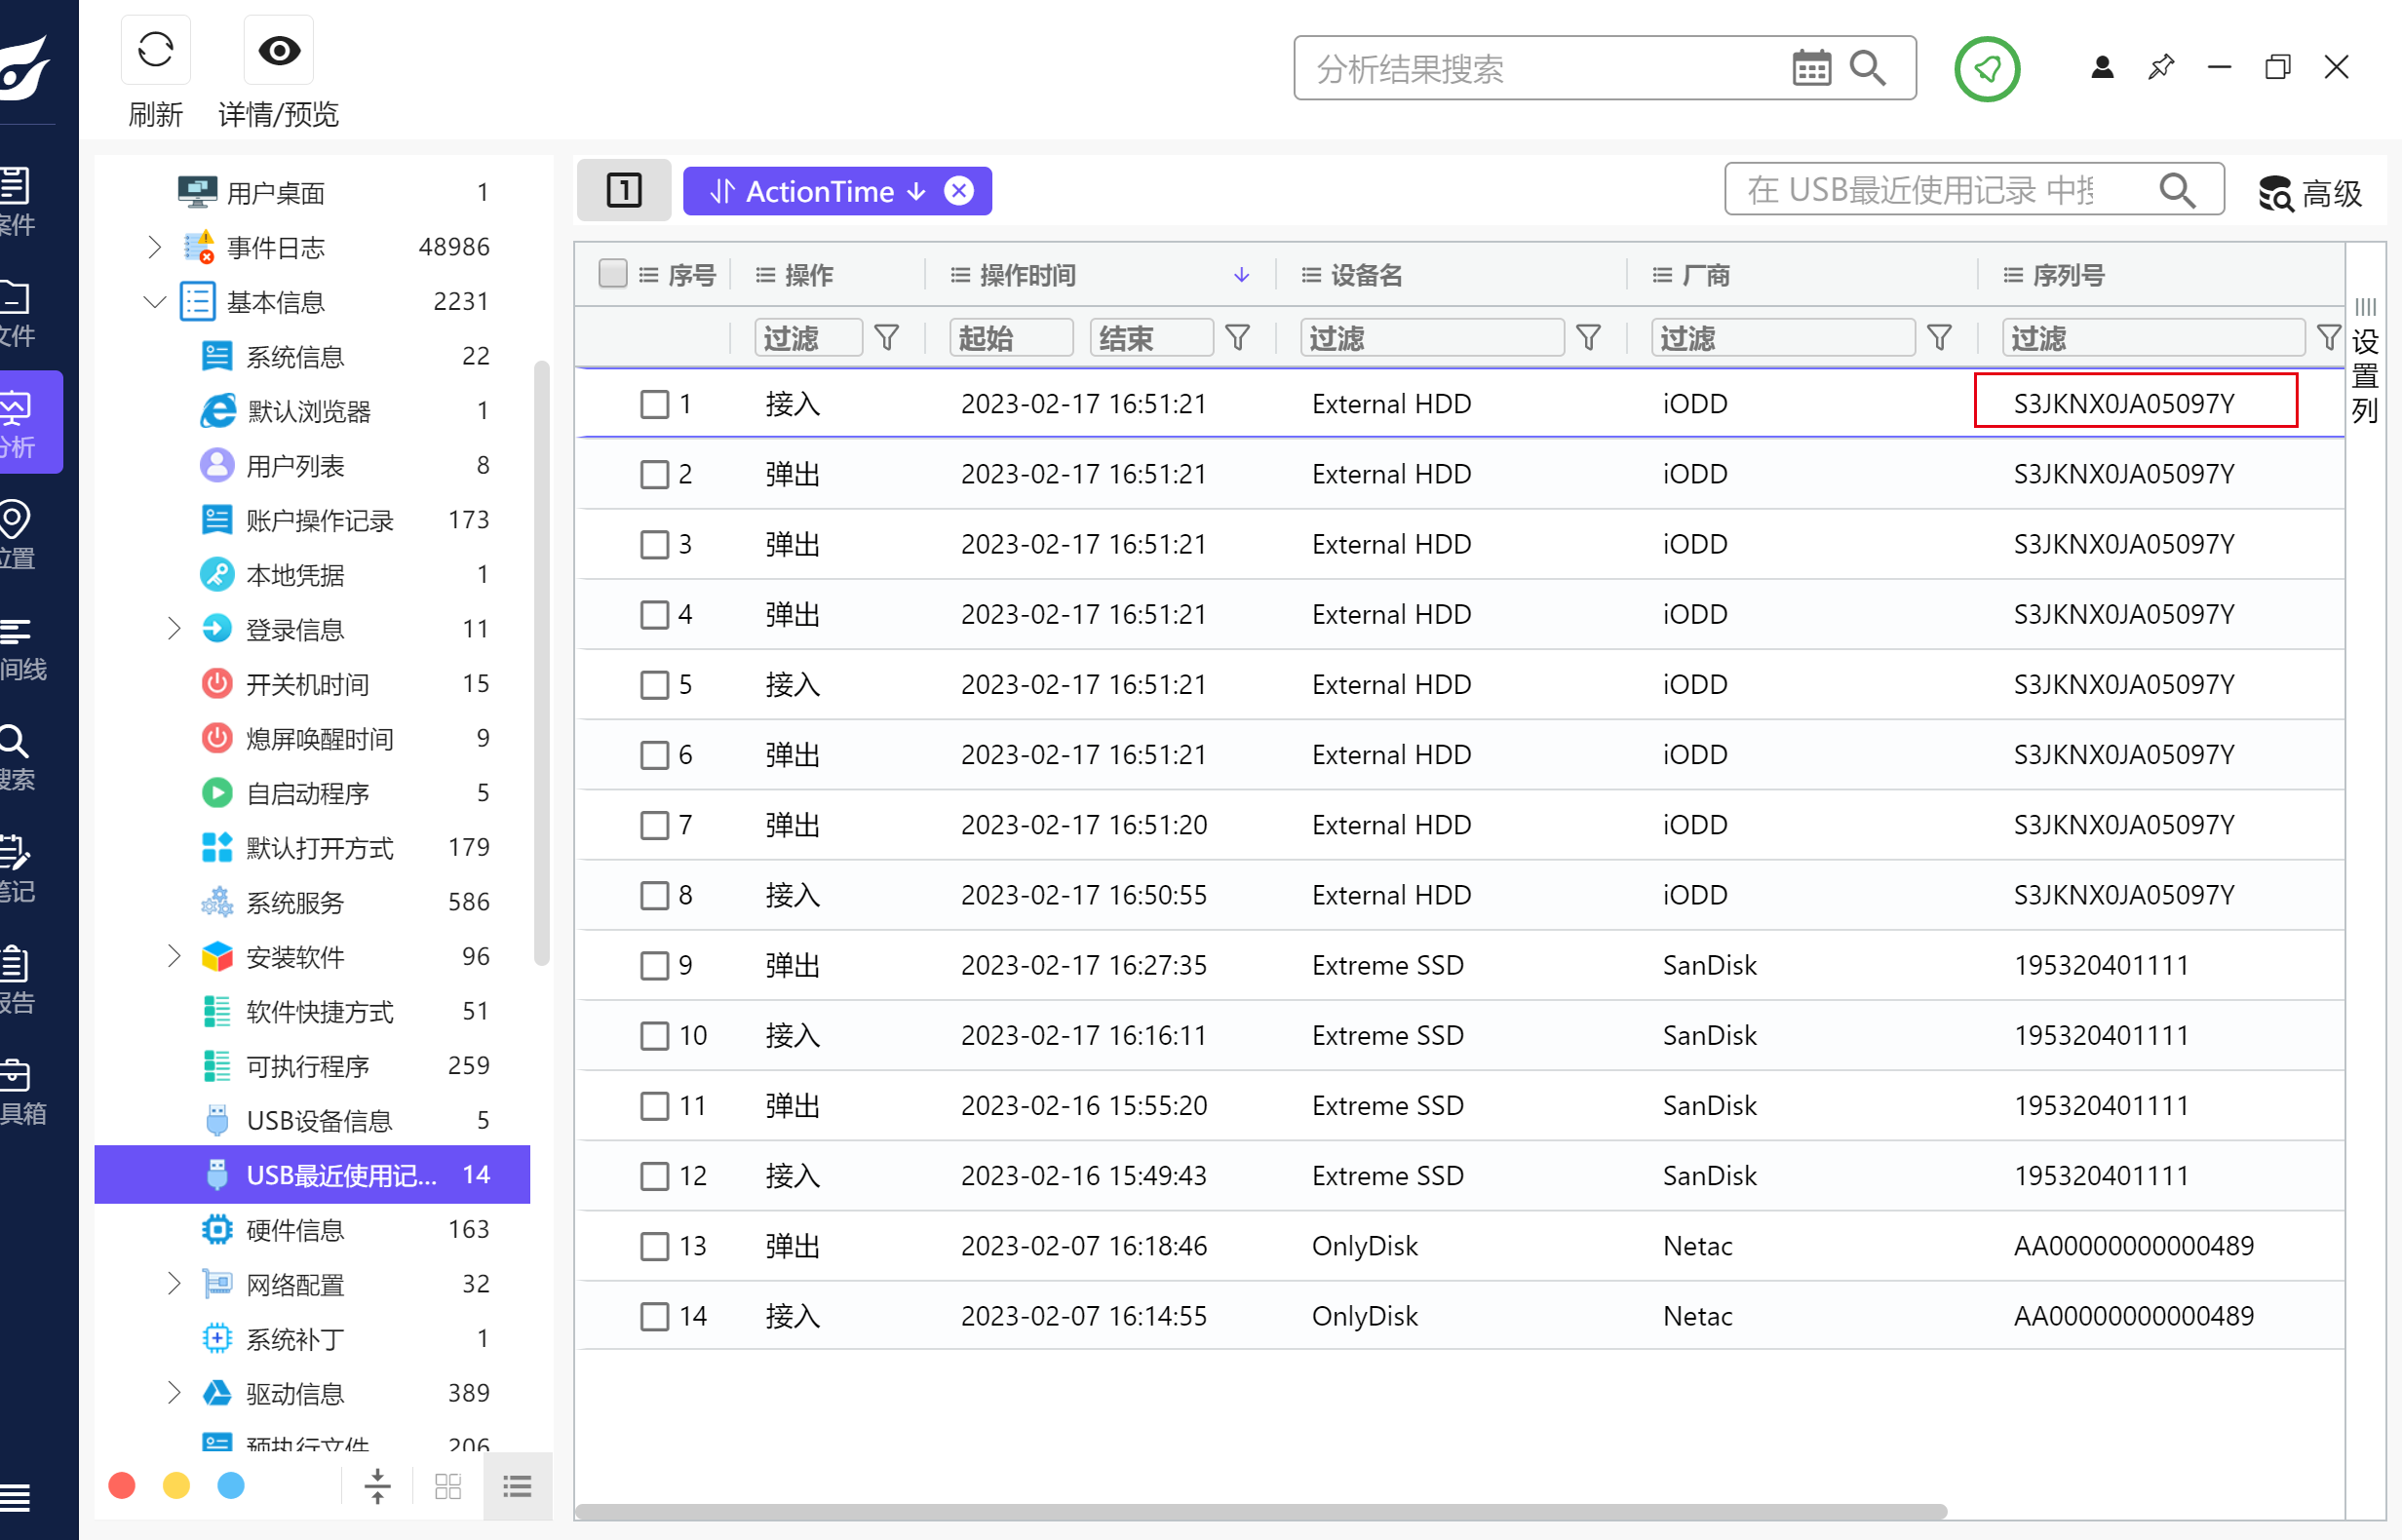 刷新
详情/预览
分析结果搜索
案件
文件
分析
位置
间线
搜索
笔记
报告
具箱
用户桌面 1
事件日志 48986
基本信息 2231
系统信息 22
默认浏览器 1
用户列表 8
账户操作记录 173
本地凭据 1
登录信息 11
开关机时间 15
熄屏唤醒时间 9
自启动程序 5
默认打开方式 179
系统服务 586
安装软件 96
软件快捷方式 51
可执行程序 259
USB设备信息 5
USB最近使用记... 14
硬件信息 163
网络配置 32
系统补丁 1
驱动信息 389
预执行文件 206
1 ActionTime
在 USB最近使用记录 中搜
高级
序号 操作 操作时间 设备名 厂商 序列号
过滤 起始 结束 过滤 过滤 过滤
设置列
1 接入 2023-02-17 16:51:21 External HDD iODD S3JKNX0JA05097Y
2 弹出 2023-02-17 16:51:21 External HDD iODD S3JKNX0JA05097Y
3 弹出 2023-02-17 16:51:21 External HDD iODD S3JKNX0JA05097Y
4 弹出 2023-02-17 16:51:21 External HDD iODD S3JKNX0JA05097Y
5 接入 2023-02-17 16:51:21 External HDD iODD S3JKNX0JA05097Y
6 弹出 2023-02-17 16:51:21 External HDD iODD S3JKNX0JA05097Y
7 弹出 2023-02-17 16:51:20 External HDD iODD S3JKNX0JA05097Y
8 接入 2023-02-17 16:50:55 External HDD iODD S3JKNX0JA05097Y
9 弹出 2023-02-17 16:27:35 Extreme SSD SanDisk 195320401111
10 接入 2023-02-17 16:16:11 Extreme SSD SanDisk 195320401111
11 弹出 2023-02-16 15:55:20 Extreme SSD SanDisk 195320401111
12 接入 2023-02-16 15:49:43 Extreme SSD SanDisk 195320401111
13 弹出 2023-02-07 16:18:46 OnlyDisk Netac AA00000000000489
14 接入 2023-02-07 16:14:55 OnlyDisk Netac AA00000000000489